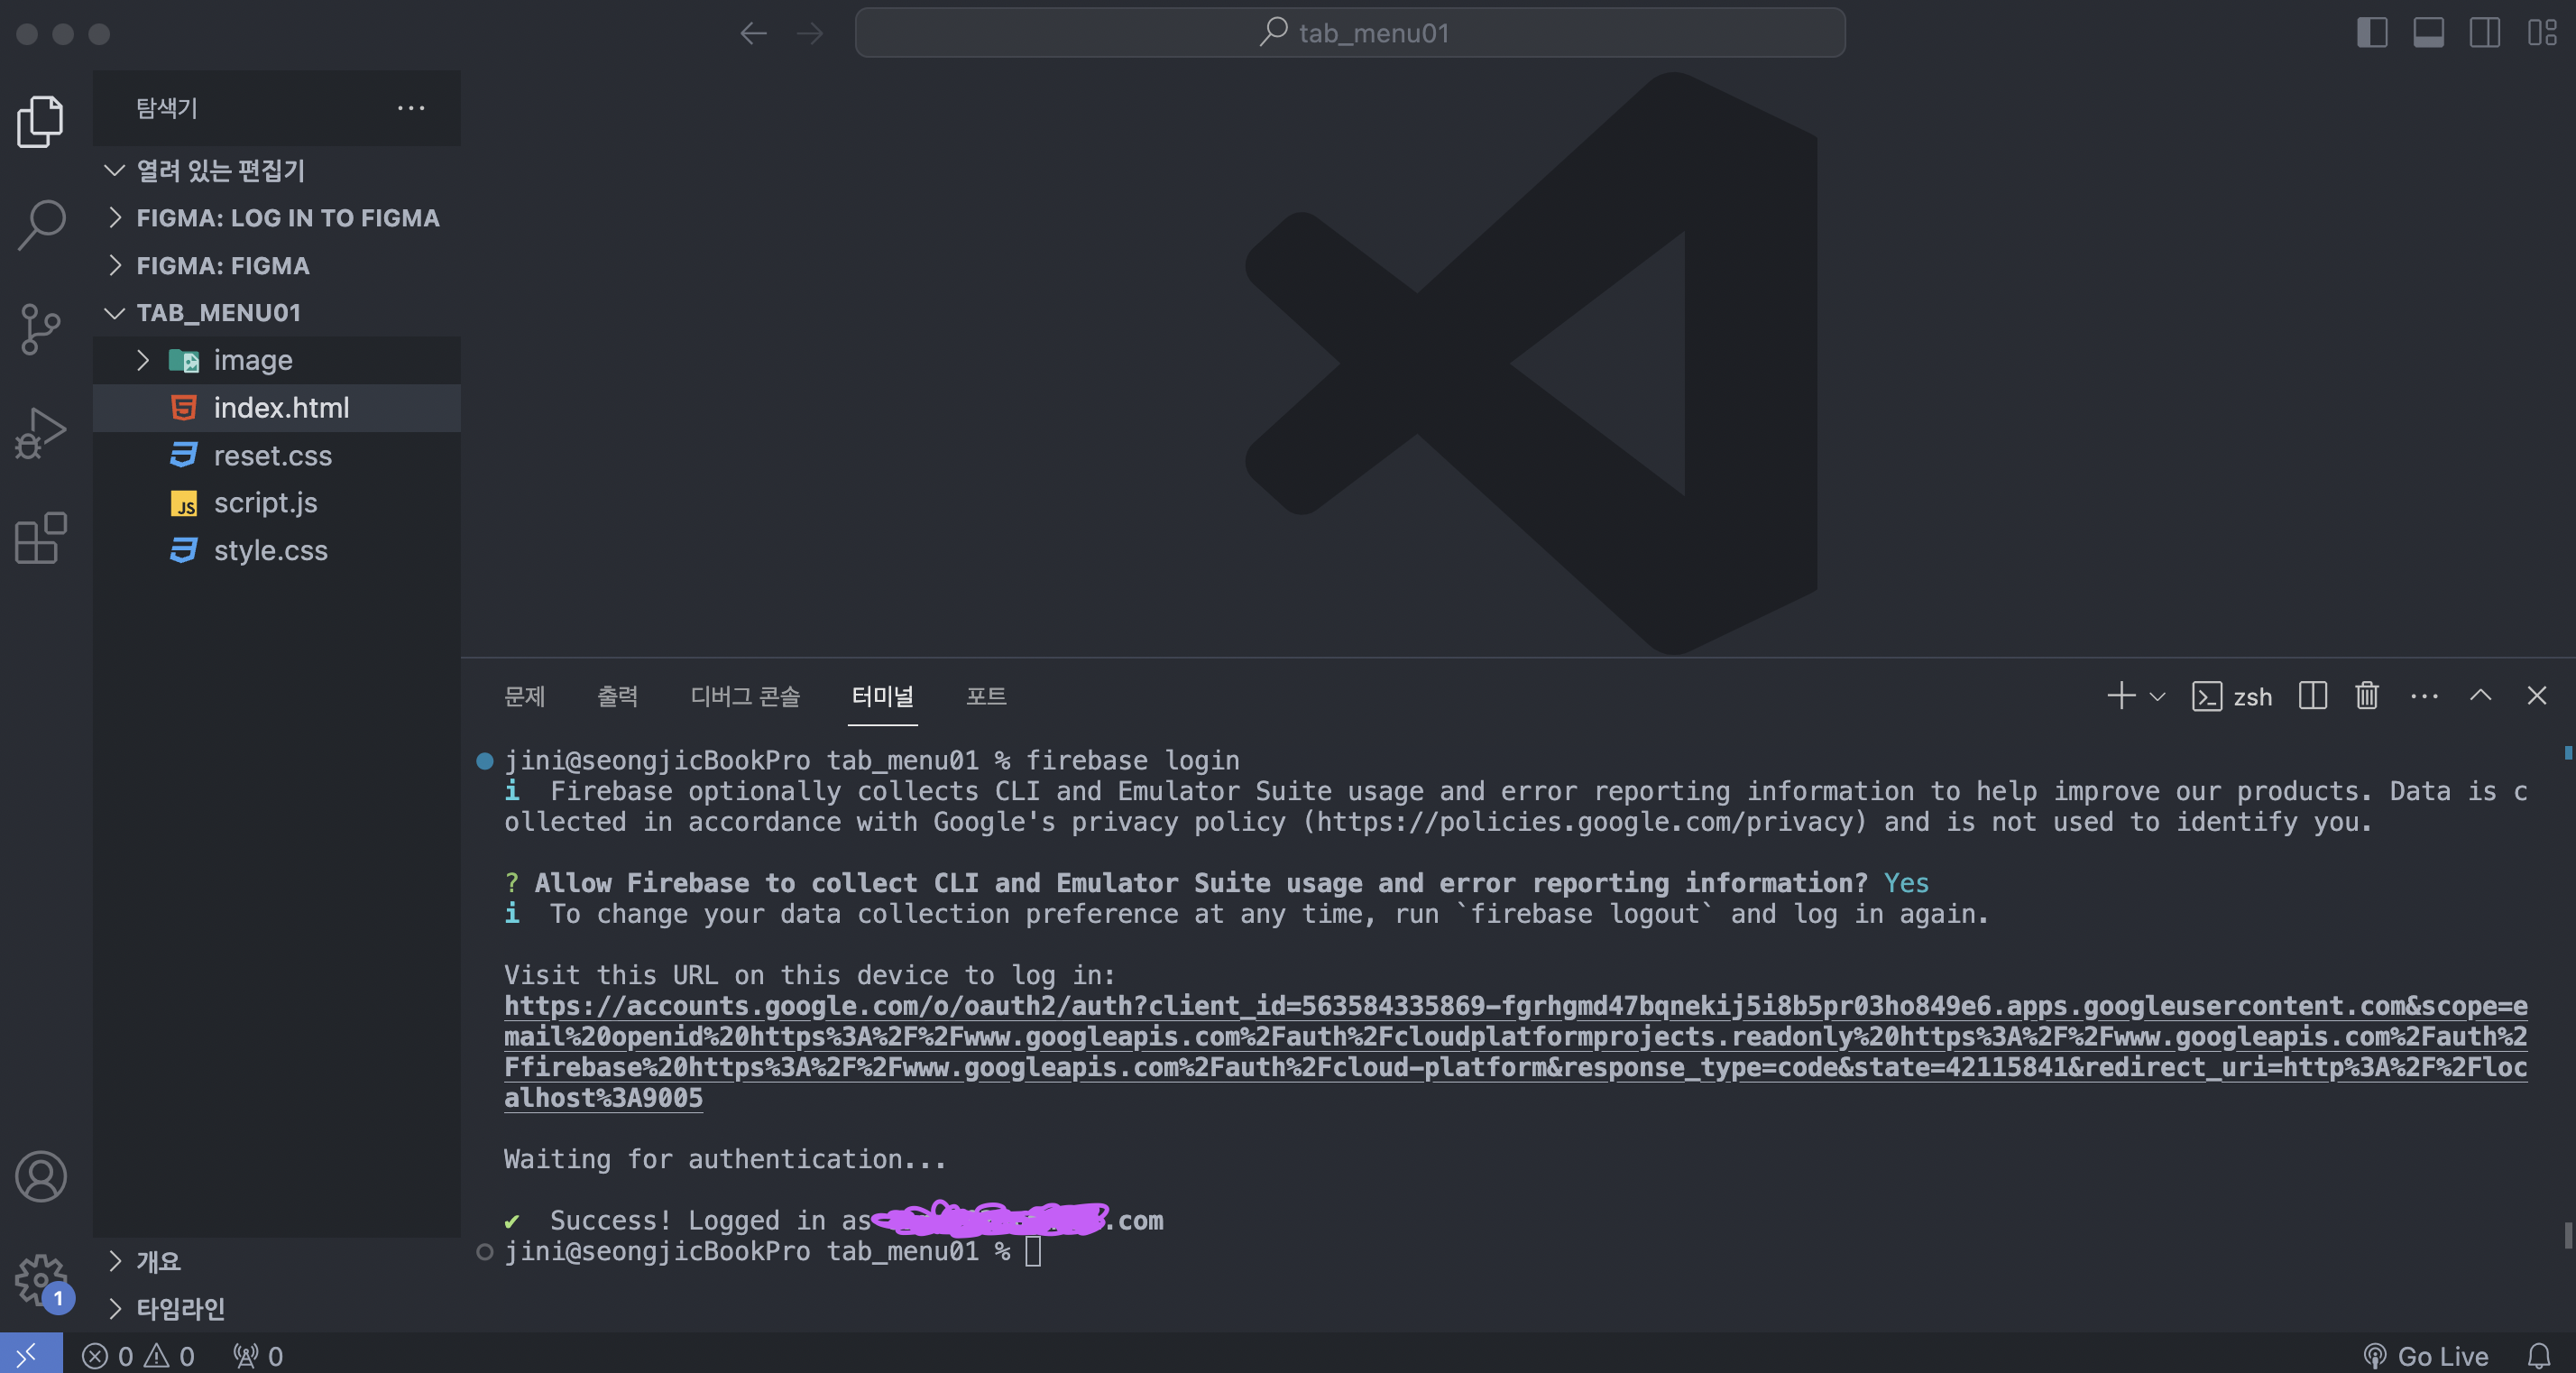 tab_menu01
탐색기
열려 있는 편집기
FIGMA: LOG IN TO FIGMA
FIGMA: FIGMA
TAB_MENU01
image
index.html
reset.css
JS script.js
style.css
개요
타임라인
문제 출력 디버그 콘솔 터미널 포트 zsh
jini@seongjicBookPro tab_menu01 % firebase login
i Firebase optionally collects CLI and Emulator Suite usage and error reporting information to help improve our products. Data is c
ollected in accordance with Google's privacy policy (https://policies.google.com/privacy) and is not used to identify you.
? Allow Firebase to collect CLI and Emulator Suite usage and error reporting information? Yes
i To change your data collection preference at any time, run `firebase logout` and log in again.
Visit this URL on this device to log in:
https://accounts.google.com/o/oauth2/auth?client_id=563584335869-fgrhgmd47bqnekij5i8b5pr03ho849e6.apps.googleusercontent.com&scope=e
mail%20openid%20https%3A%2F%2Fwww.googleapis.com%2Fauth%2Fcloudplatformprojects.readonly%20https%3A%2F%2Fwww.googleapis.com%2Fauth%2
Ffirebase%20https%3A%2F%2Fwww.googleapis.com%2Fauth%2Fcloud-platform&response_type=code&state=42115841&redirect_uri=http%3A%2F%2Floc
alhost%3A9005
Waiting for authentication...
✔ Success! Logged in as .com
jini@seongjicBookPro tab_menu01 %
1
0 0 0 Go Live